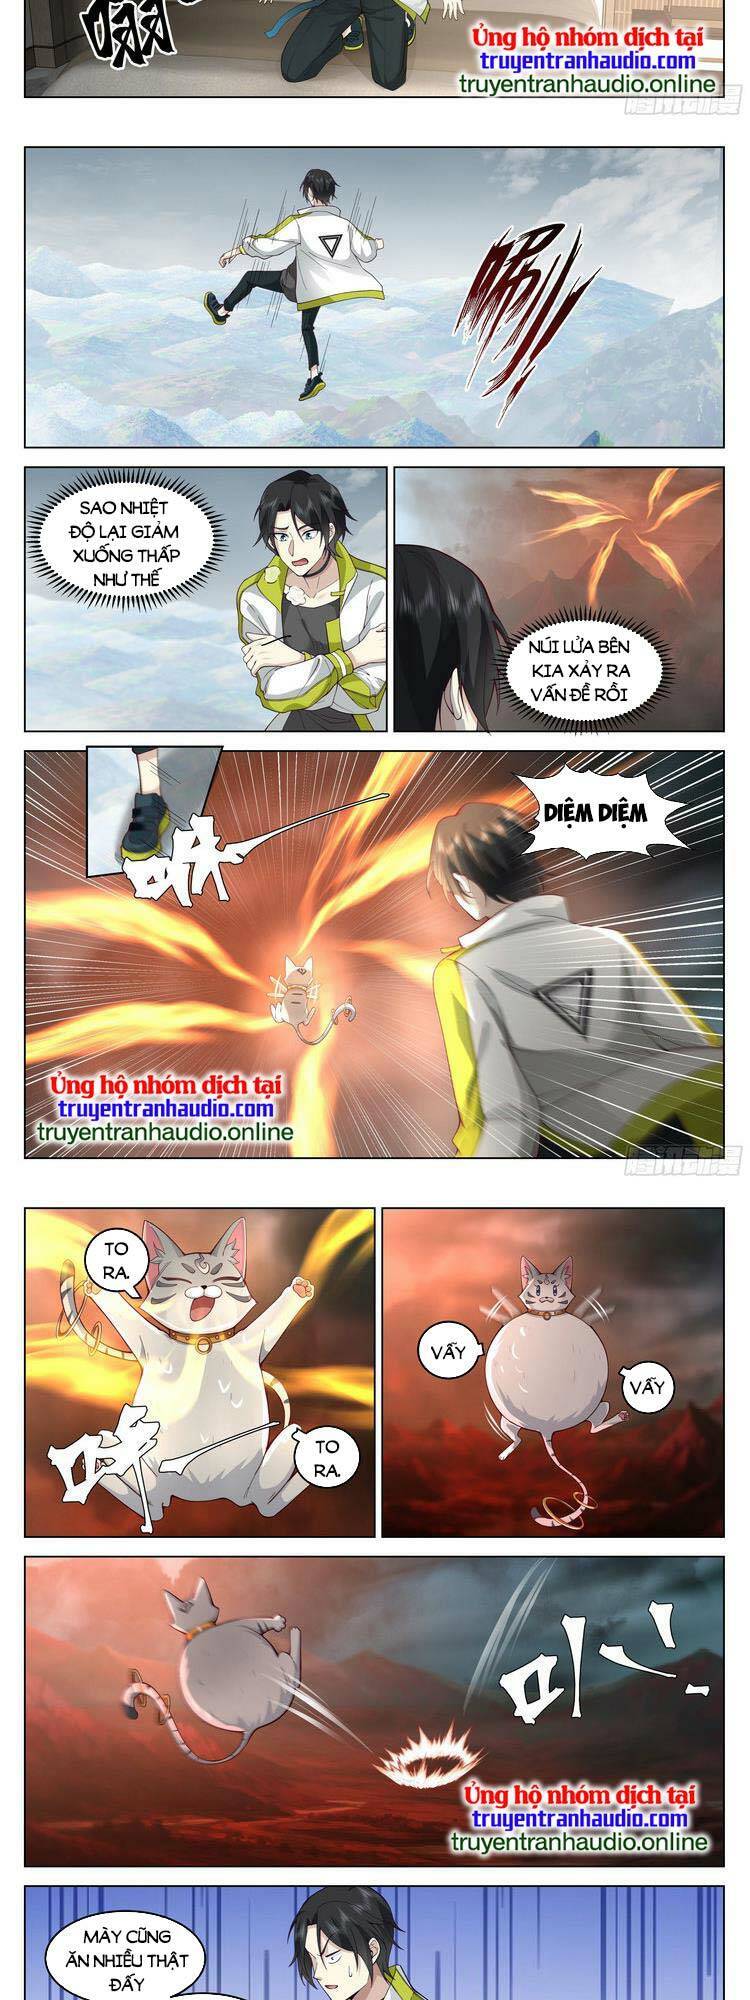 Ủng hộ nhóm dịch tại
truyentranhaudio.com
truyentranhaudio.online
SAO NHIỆT
ĐỘ LẠI GIẢM
XUỐNG THẤP
NHƯ THẾ
NÚI LỬA BÊN
KIA XẢY RA
VẤN ĐỀ RỒI
DIỆM DIỆM
Ủng hộ nhóm dịch tại
truyentranhaudio.com
truyentranhaudio.online
TO
RA.
TO
RA.
VẪY
VẪY
Ủng hộ nhóm dịch tại
truyentranhaudio.com
truyentranhaudio.online
MÀY CŨNG
ĂN NHIỀU THẬT
ĐẤY